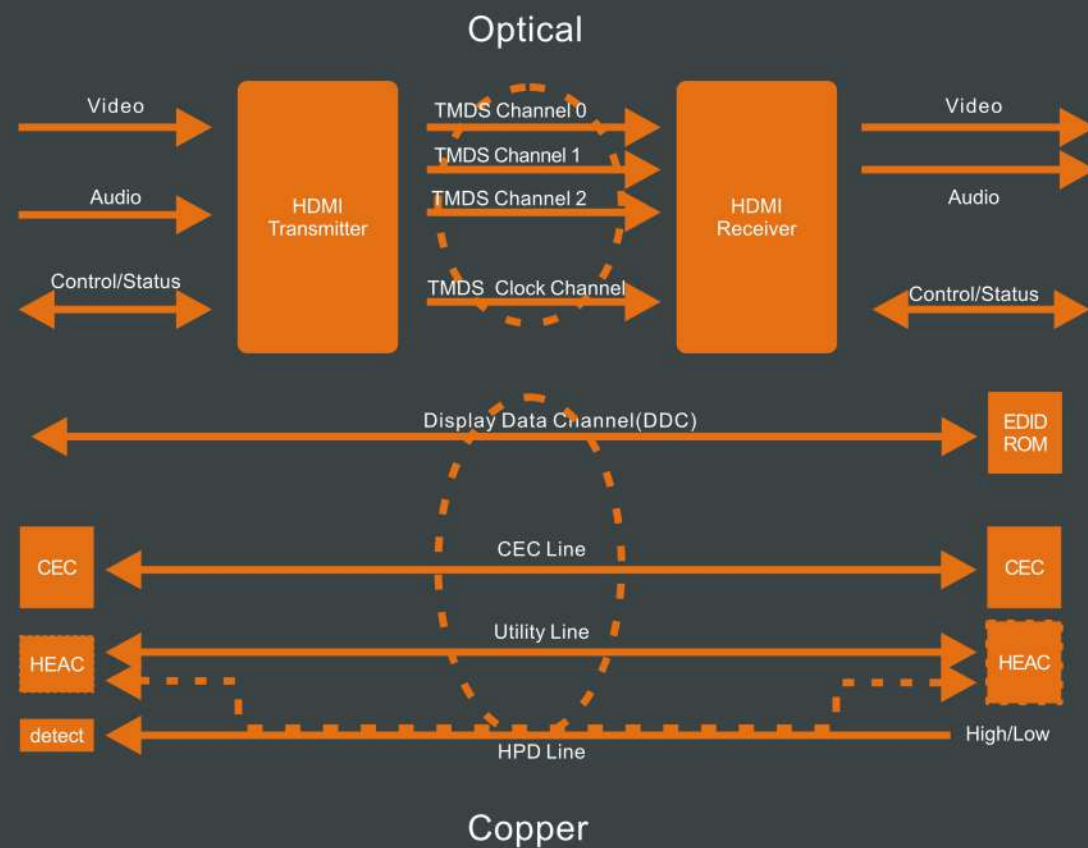 Optical
Video
TMDS Channel 0
Video
TMDS Channel 1
Audio
TMDS Channel 2
Audio
HDMI
Transmitter
HDMI
Receiver
Control/Status
TMDS Clock Channel
Control/Status
Display Data Channel(DDC)
EDID
ROM
CEC
CEC Line
CEC
Utility Line
HEAC
HEAC
detect
High/Low
HPD Line
Copper